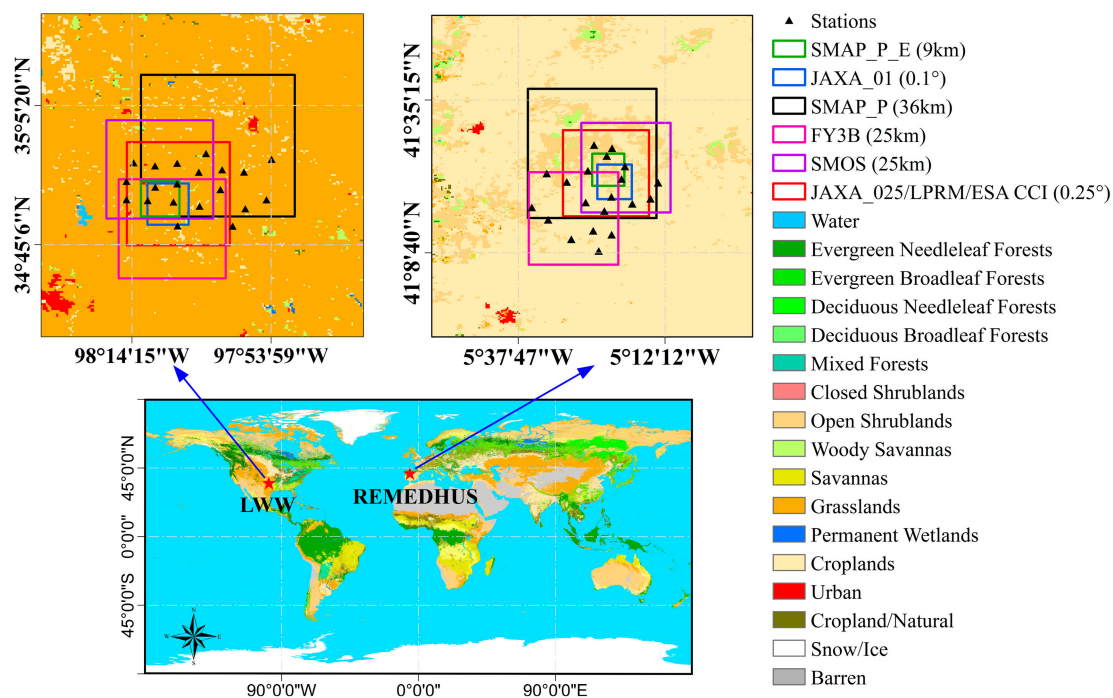 35°5'20"N
34°45'6"N
98°14'15"W
97°53'59"W
41°35'15"N
41°8'40"N
5°37'47"W
5°12'12"W
LWW
REMEDHUS
45°0'0"N
0°0'0"
45°0'0"S
90°0'0"W
0°0'0"
90°0'0"E
N
E
S
W
Stations
SMAP_P_E (9km)
JAXA_01 (0.1°)
SMAP_P (36km)
FY3B (25km)
SMOS (25km)
JAXA_025/LPRM/ESA CCI (0.25°)
Water
Evergreen Needleleaf Forests
Evergreen Broadleaf Forests
Deciduous Needleleaf Forests
Deciduous Broadleaf Forests
Mixed Forests
Closed Shrublands
Open Shrublands
Woody Savannas
Savannas
Grasslands
Permanent Wetlands
Croplands
Urban
Cropland/Natural
Snow/Ice
Barren